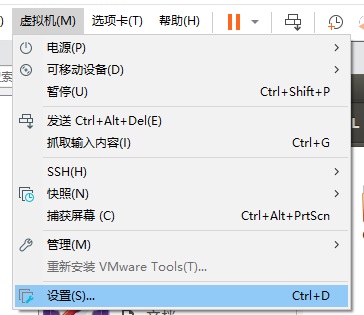 虚拟机(M) 选项卡(T) 帮助(H)
电源(P)
可移动设备(D)
暂停(U) Ctrl+Shift+P
发送 Ctrl+Alt+Del(E)
抓取输入内容(I) Ctrl+G
SSH(H)
快照(N)
捕获屏幕 (C) Ctrl+Alt+PrtScn
管理(M)
重新安装 VMware Tools(T)...
设置(S)... Ctrl+D